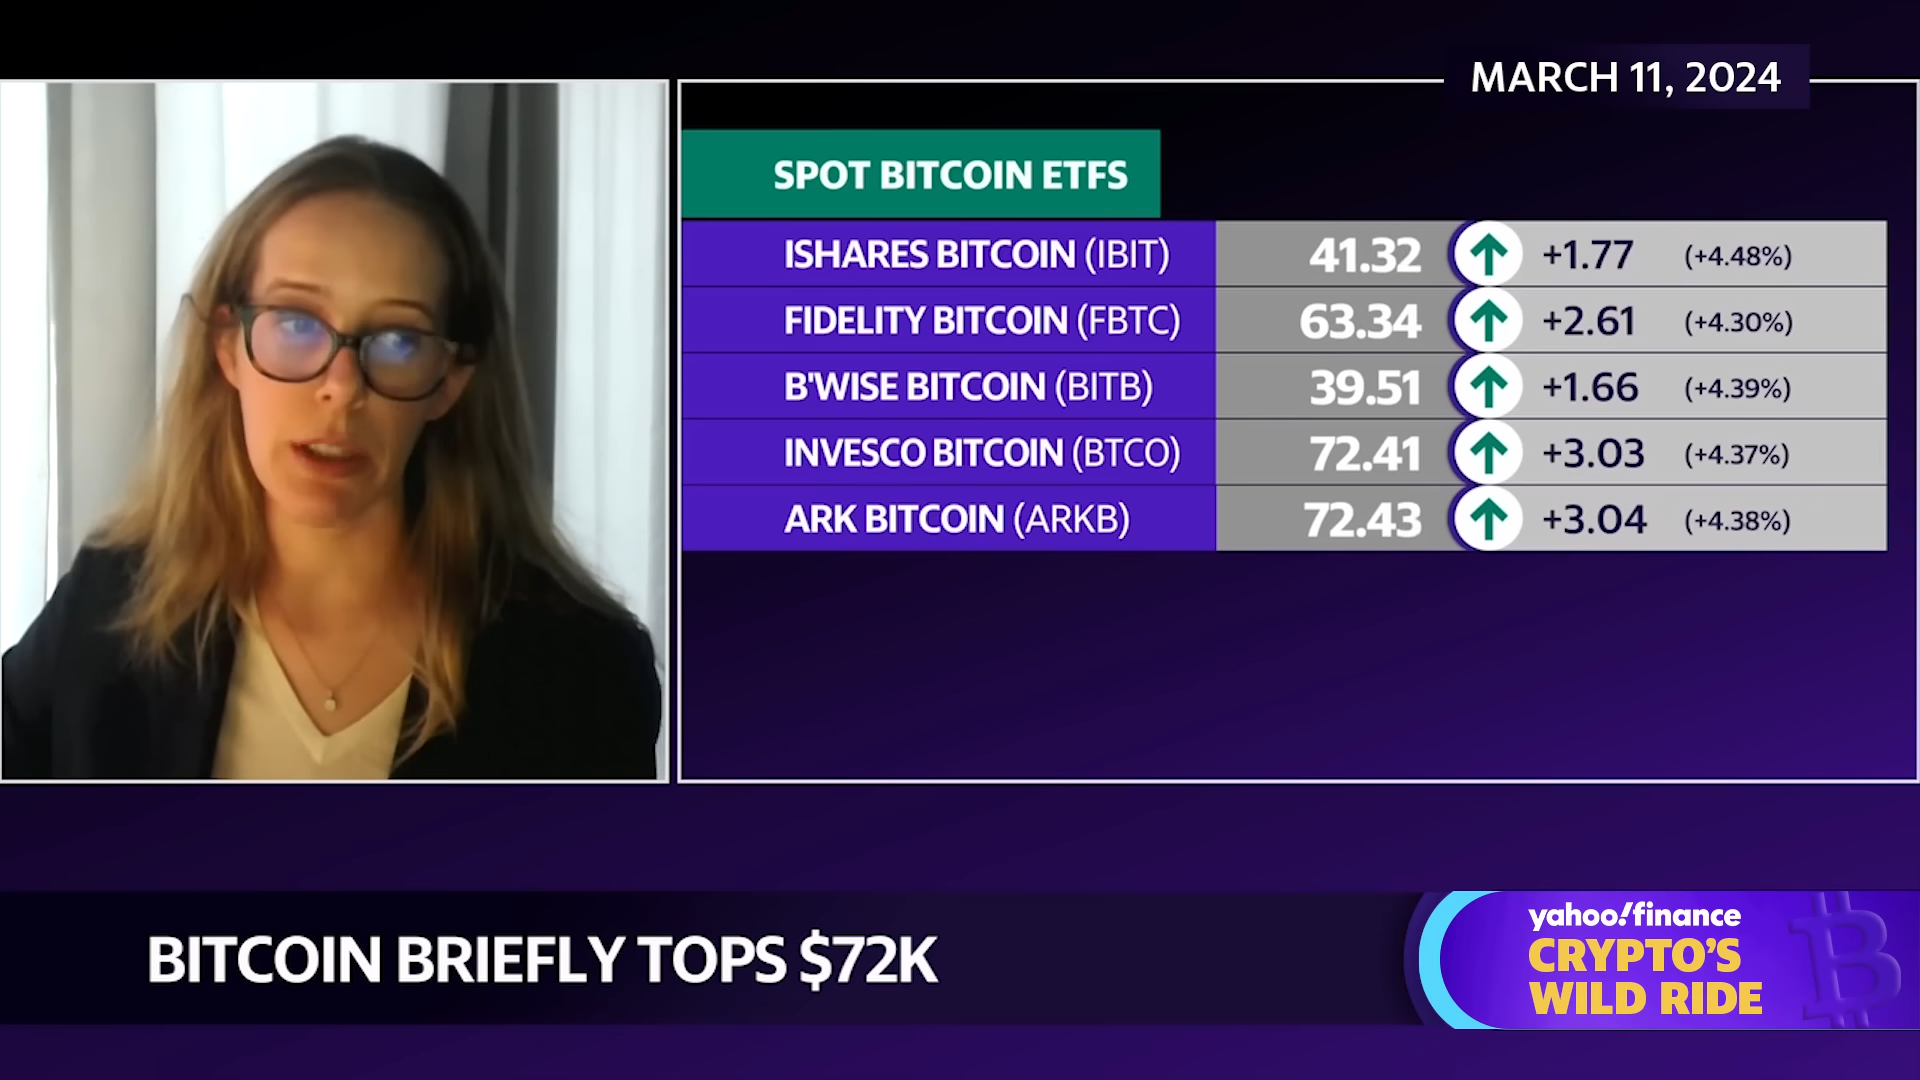 MARCH 11, 2024
SPOT BITCOIN ETFS
ISHARES BITCOIN (IBIT) 41.32 +1.77 (+4.48%)
FIDELITY BITCOIN (FBTC) 63.34 +2.61 (+4.30%)
B'WISE BITCOIN (BITB) 39.51 +1.66 (+4.39%)
INVESCO BITCOIN (BTCO) 72.41 +3.03 (+4.37%)
ARK BITCOIN (ARKB) 72.43 +3.04 (+4.38%)
BITCOIN BRIEFLY TOPS $72K
yahoo!finance
CRYPTO'S
WILD RIDE